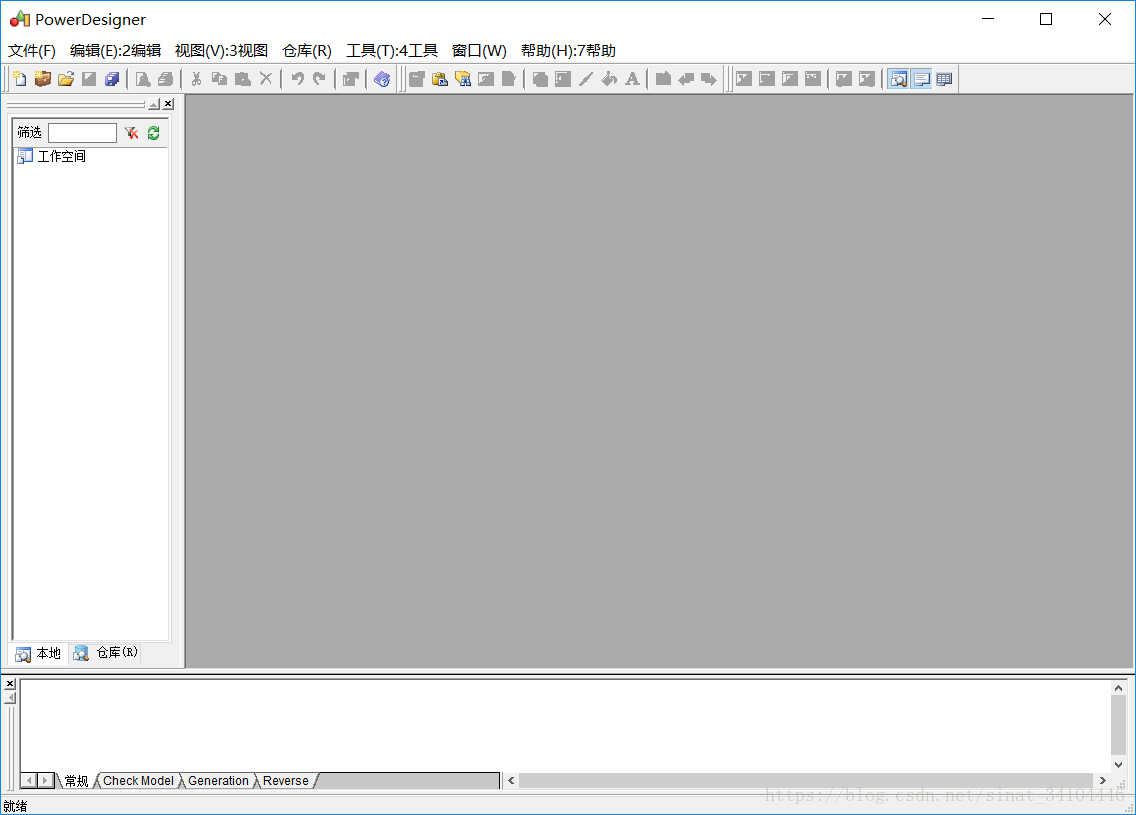 PowerDesigner
文件(F) 编辑(E):2编辑 视图(V):3视图 仓库(R) 工具(T):4工具 窗口(W) 帮助(H):7帮助
筛选
工作空间
本地 仓库(R)
常规 Check Model Generation Reverse
就绪
https://blog.csdn.net/sinat_34104446